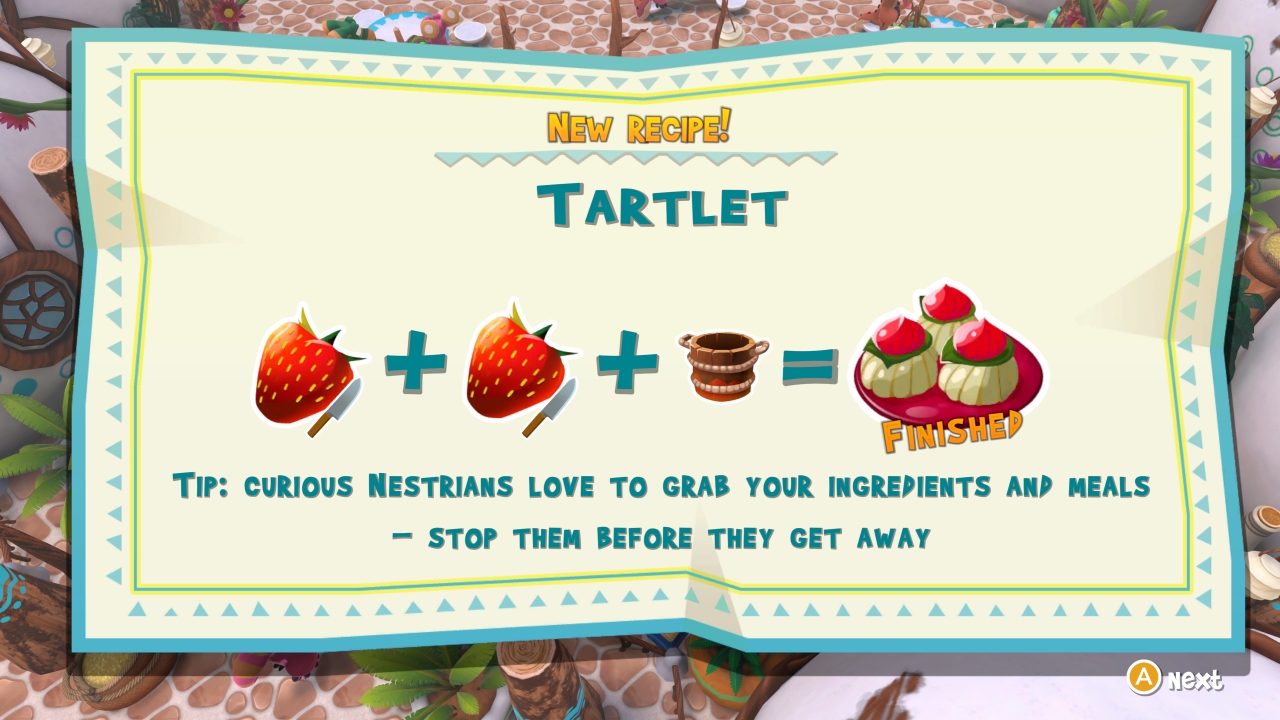 New recipe!
Tartlet
+ + =
Finished
Tip: curious Nestrians love to grab your ingredients and meals
– stop them before they get away
A Next